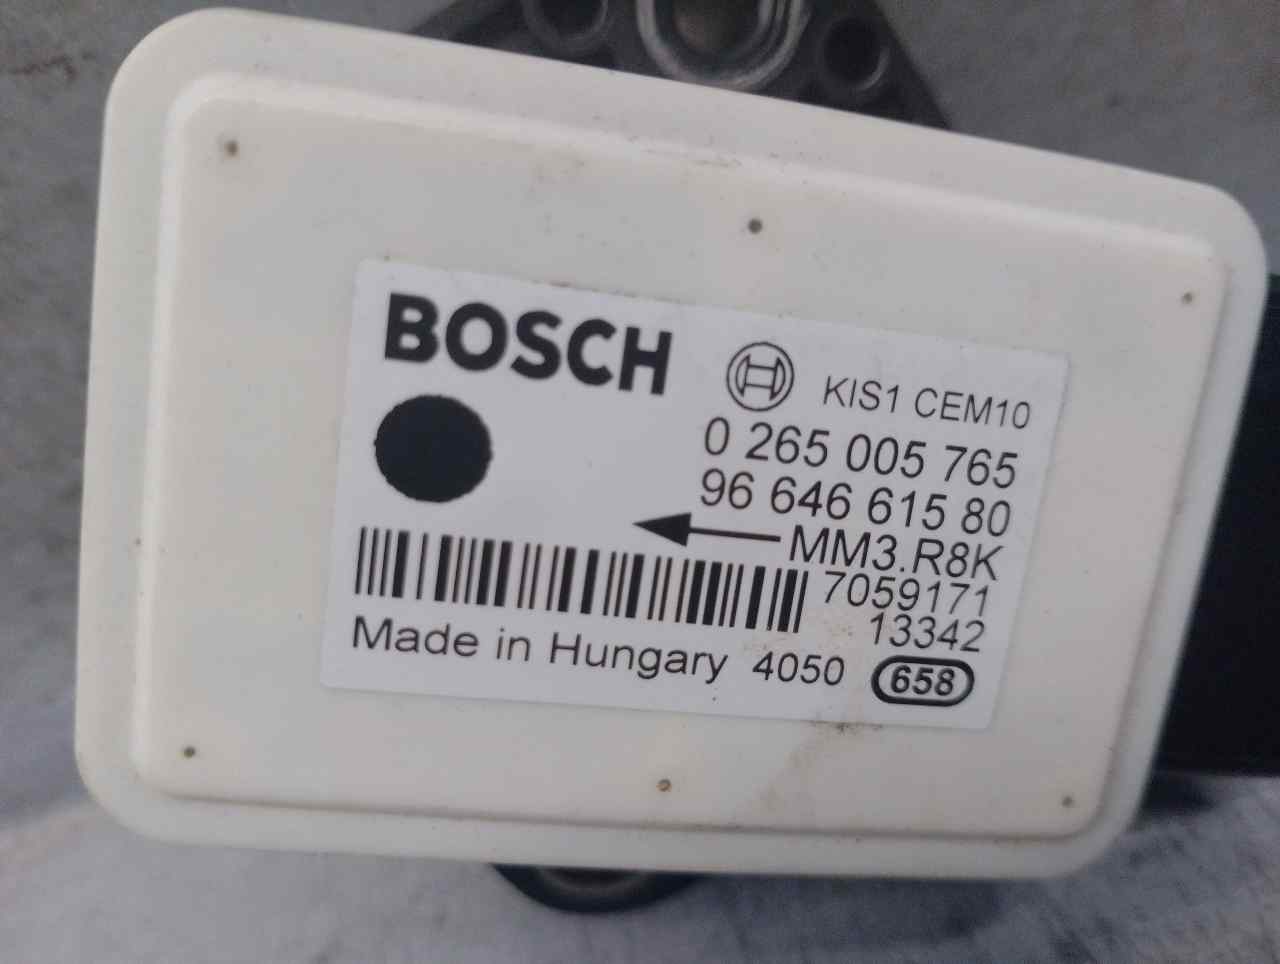 BOSCH
KIS1 CEM10
0 265 005 765
96 646 615 80
MM3.R8K
7059171
13342
Made in Hungary 4050 658